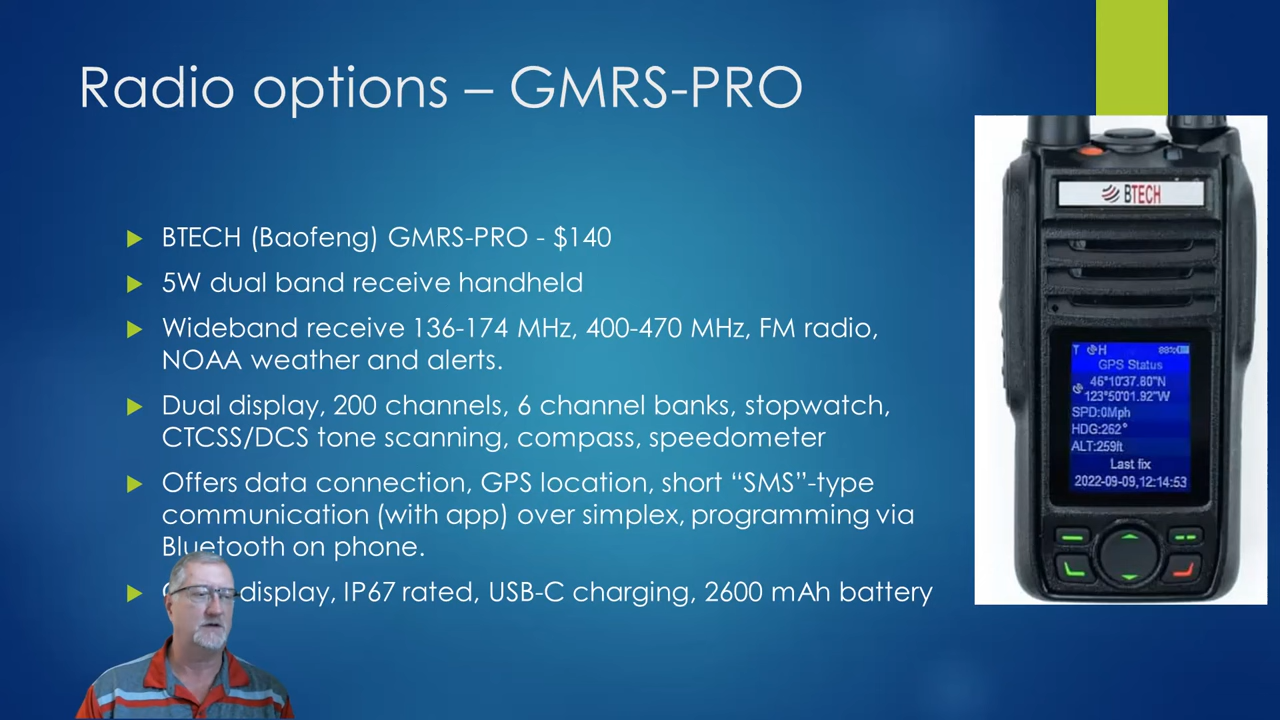 Radio options – GMRS-PRO
BTECH (Baofeng) GMRS-PRO - $140
5W dual band receive handheld
Wideband receive 136-174 MHz, 400-470 MHz, FM radio,
NOAA weather and alerts.
Dual display, 200 channels, 6 channel banks, stopwatch,
CTCSS/DCS tone scanning, compass, speedometer
Offers data connection, GPS location, short “SMS”-type
communication (with app) over simplex, programming via
Bluetooth on phone.
display, IP67 rated, USB-C charging, 2600 mAh battery
BTECH
T H 88%
GPS Status
46°10'37.80"N
123°50'01.92"W
SPD:0Mph
HDG:262°
ALT:259ft
Last fix
2022-09-09,12:14:53